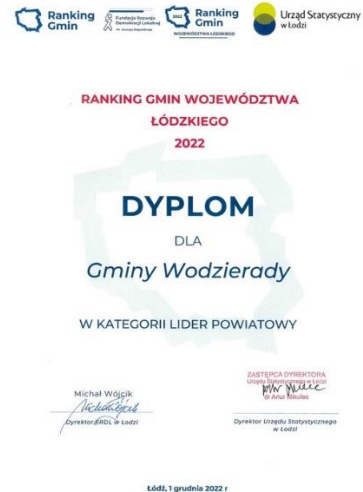 Ranking Gmin
Fundacja Rozwoju
Demokracji Lokalnej
2022
Ranking Gmin
WOJEWÓDZTWA ŁÓDZKIEGO
Urząd Statystyczny
w Łodzi
RANKING GMIN WOJEWÓDZTWA
ŁÓDZKIEGO
2022
DYPLOM
DLA
Gminy Wodzierady
W KATEGORII LIDER POWIATOWY
Michał Wójcik
Dyrektor FRDL w Łodzi
ZASTĘPCA DYREKTORA
Urzędu Statystycznego w Łodzi
dr Artur Mikulec
Dyrektor Urzędu Statystycznego
w Łodzi
Łódź, 1 grudnia 2022 r